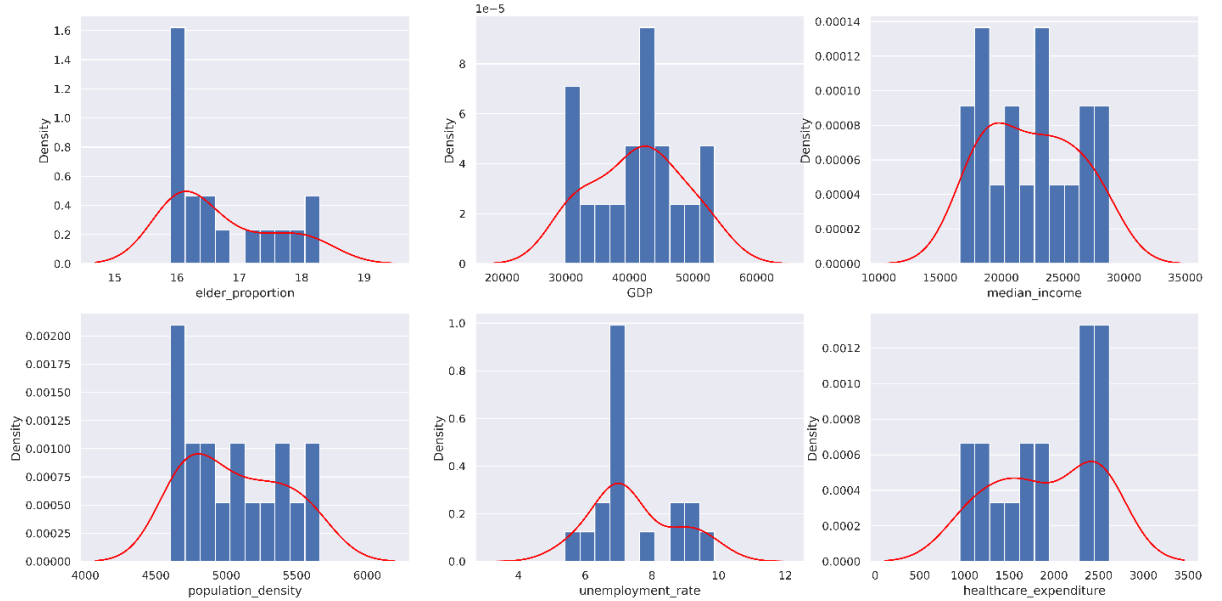 1.6
1.4
1.2
1.0
0.8
0.6
0.4
0.2
0.0
Density
15 16 17 18 19
elder_proportion
1e−5
8
6
4
2
0
Density
20000 30000 40000 50000 60000
GDP
0.00014
0.00012
0.00010
0.00008
0.00006
0.00004
0.00002
0.00000
Density
10000 15000 20000 25000 30000 35000
median_income
0.00200
0.00175
0.00150
0.00125
0.00100
0.00075
0.00050
0.00025
0.00000
Density
4000 4500 5000 5500 6000
population_density
1.0
0.8
0.6
0.4
0.2
0.0
Density
4 6 8 10 12
unemployment_rate
0.0012
0.0010
0.0008
0.0006
0.0004
0.0002
0.0000
Density
0 500 1000 1500 2000 2500 3000 3500
healthcare_expenditure